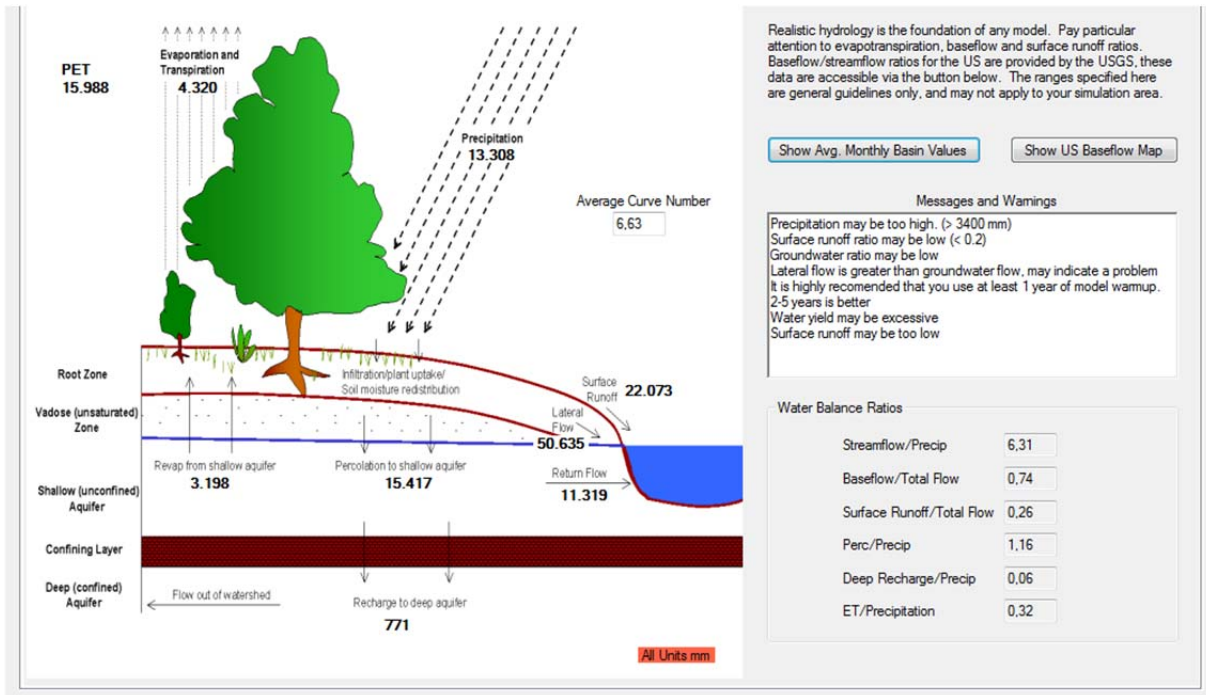 PET
15.988
Evaporation and
Transpiration
4.320
Precipitation
13.308
Average Curve Number
6,63
Root Zone
Infiltration/plant uptake/
Soil moisture redistribution
Surface
Runoff
22.073
Vadose (unsaturated)
Zone
Lateral
Flow
50.635
Revap from shallow aquifer
3.198
Percolation to shallow aquifer
15.417
Return Flow
11.319
Shallow (unconfined)
Aquifer
Confining Layer
Deep (confined)
Aquifer
Flow out of watershed
Recharge to deep aquifer
771
All Units mm
Realistic hydrology is the foundation of any model. Pay particular
attention to evapotranspiration, baseflow and surface runoff ratios.
Baseflow/streamflow ratios for the US are provided by the USGS, these
data are accessible via the button below. The ranges specified here
are general guidelines only, and may not apply to your simulation area.
Show Avg. Monthly Basin Values
Show US Baseflow Map
Messages and Warnings
Precipitation may be too high. (> 3400 mm)
Surface runoff ratio may be low (< 0.2)
Groundwater ratio may be low
Lateral flow is greater than groundwater flow, may indicate a problem
It is highly recomended that you use at least 1 year of model warmup.
2-5 years is better
Water yield may be excessive
Surface runoff may be too low
Water Balance Ratios
Streamflow/Precip 6,31
Baseflow/Total Flow 0,74
Surface Runoff/Total Flow 0,26
Perc/Precip 1,16
Deep Recharge/Precip 0,06
ET/Precipitation 0,32